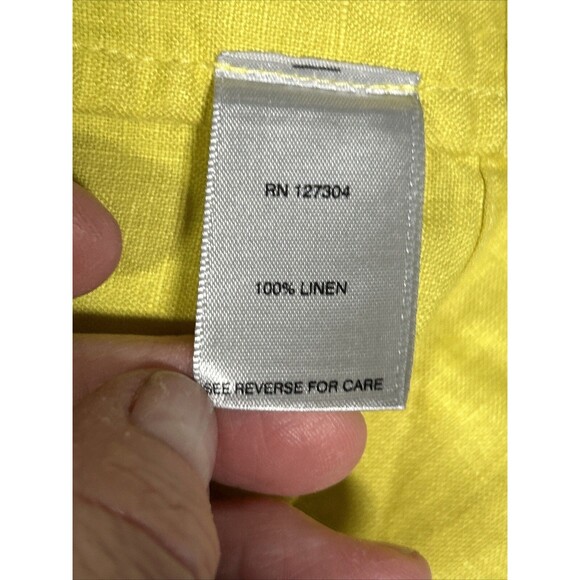 RN 127304
100% LINEN
SEE REVERSE FOR CARE